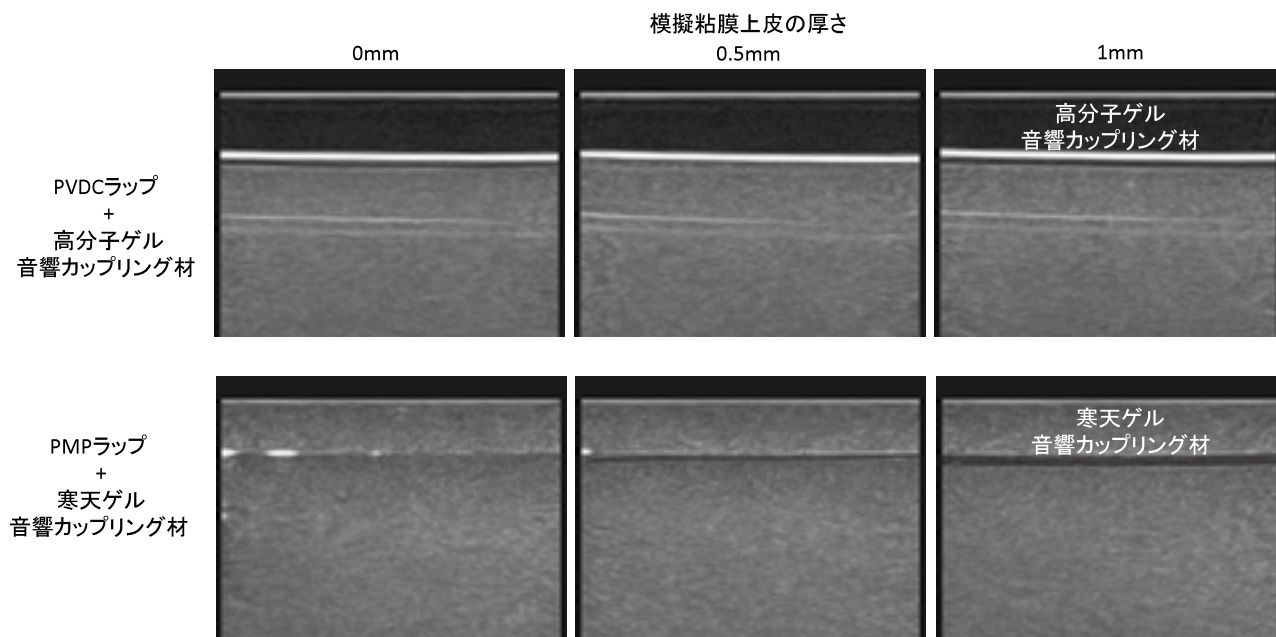 模擬粘膜上皮の厚さ
0mm
0.5mm
1mm
高分子ゲル
音響カップリング材
PVDCラップ
+
高分子ゲル
音響カップリング材
寒天ゲル
音響カップリング材
PMPラップ
+
寒天ゲル
音響カップリング材